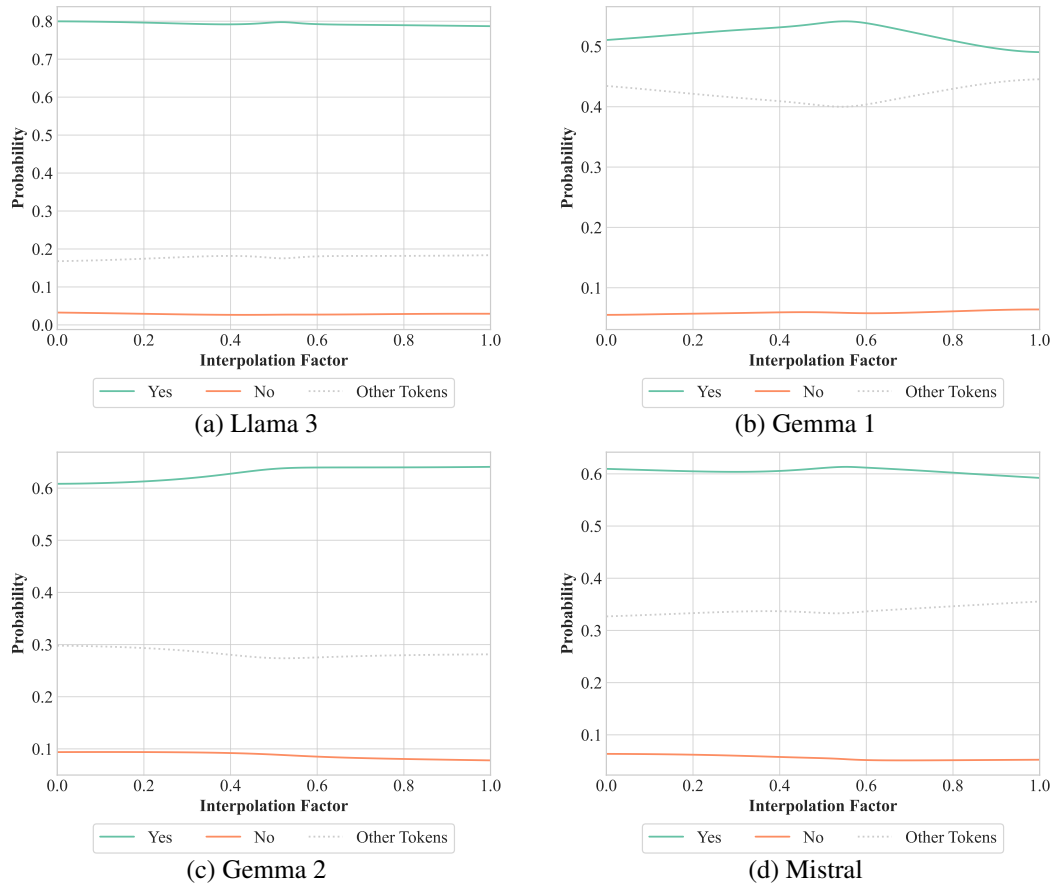 0.8
0.7
0.6
0.5
0.4
0.3
0.2
0.1
0.0
Probability
0.0 0.2 0.4 0.6 0.8 1.0
Interpolation Factor
Yes No Other Tokens
(a) Llama 3
0.5
0.4
0.3
0.2
0.1
Probability
0.0 0.2 0.4 0.6 0.8 1.0
Interpolation Factor
Yes No Other Tokens
(b) Gemma 1
0.6
0.5
0.4
0.3
0.2
0.1
Probability
0.0 0.2 0.4 0.6 0.8 1.0
Interpolation Factor
Yes No Other Tokens
(c) Gemma 2
0.6
0.5
0.4
0.3
0.2
0.1
Probability
0.0 0.2 0.4 0.6 0.8 1.0
Interpolation Factor
Yes No Other Tokens
(d) Mistral